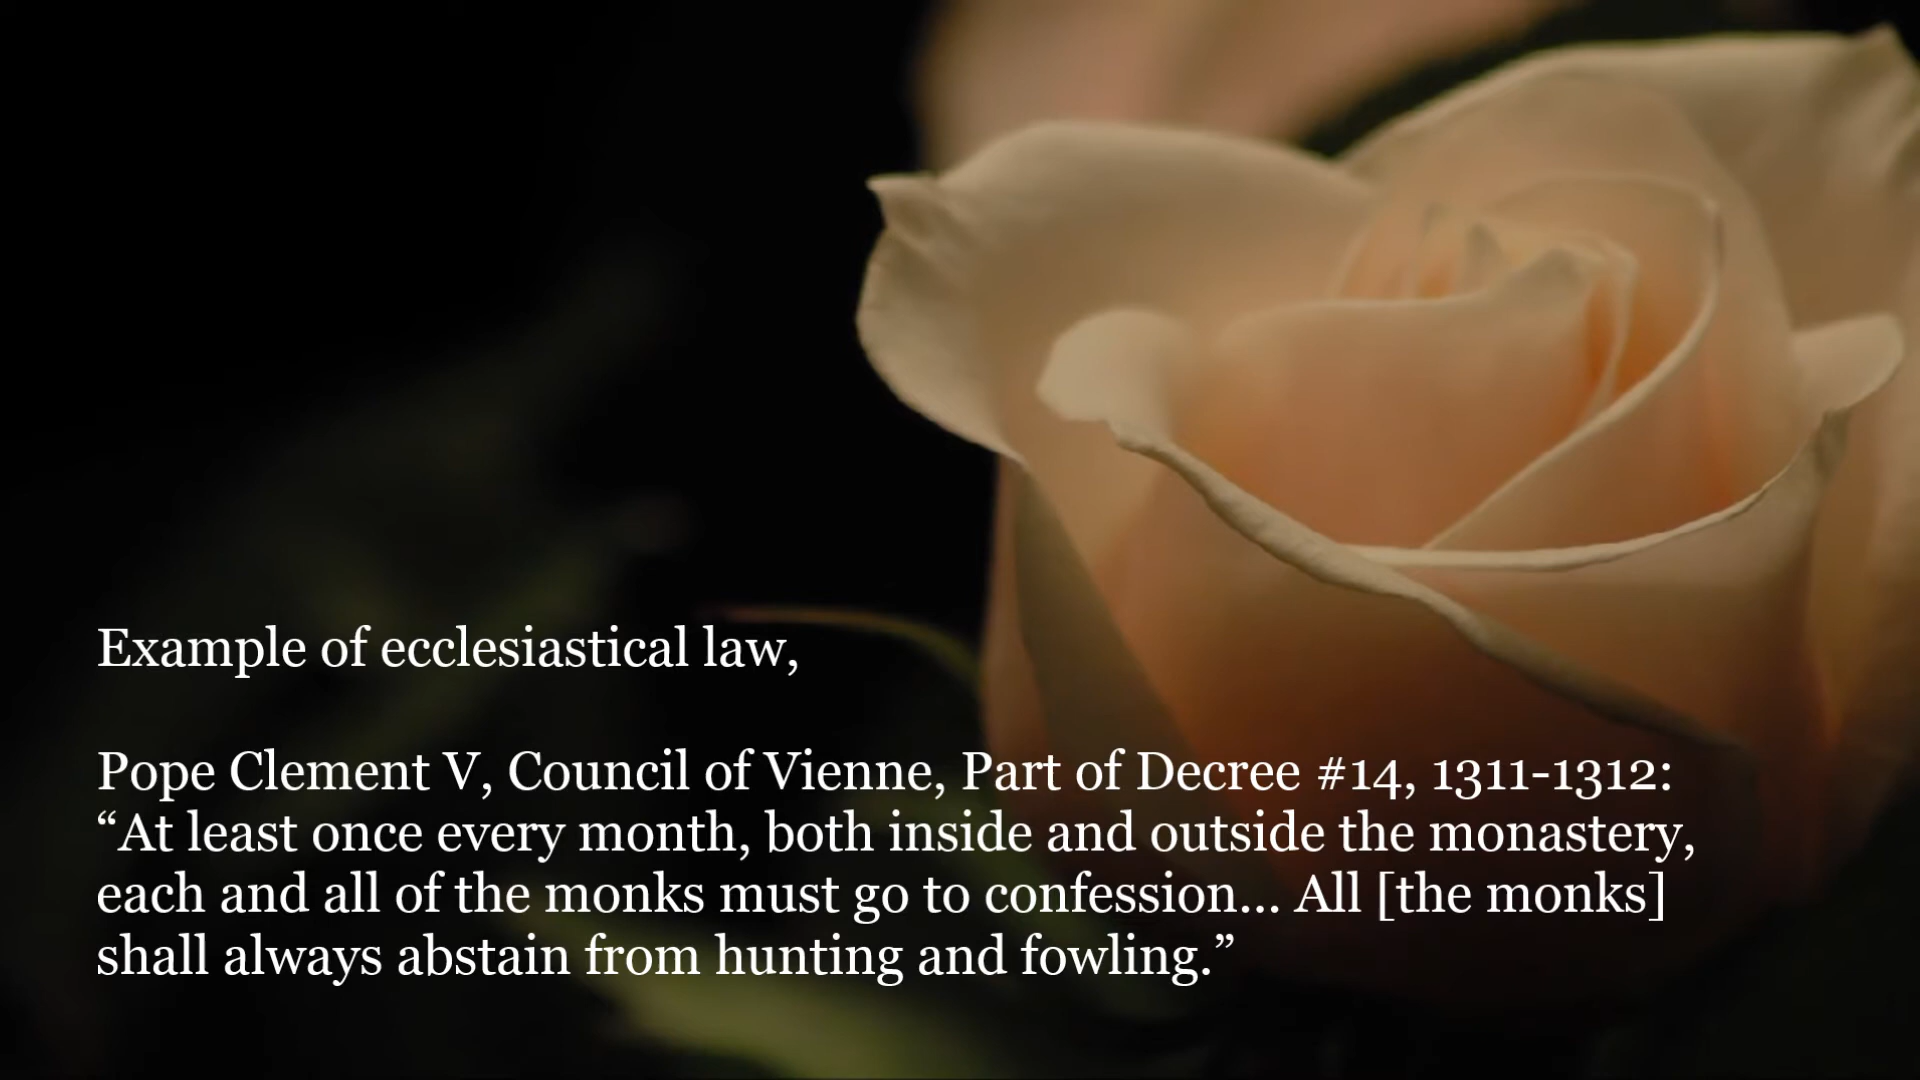 Example of ecclesiastical law,
Pope Clement V, Council of Vienne, Part of Decree #14, 1311-1312:
“At least once every month, both inside and outside the monastery,
each and all of the monks must go to confession... All [the monks]
shall always abstain from hunting and fowling.”